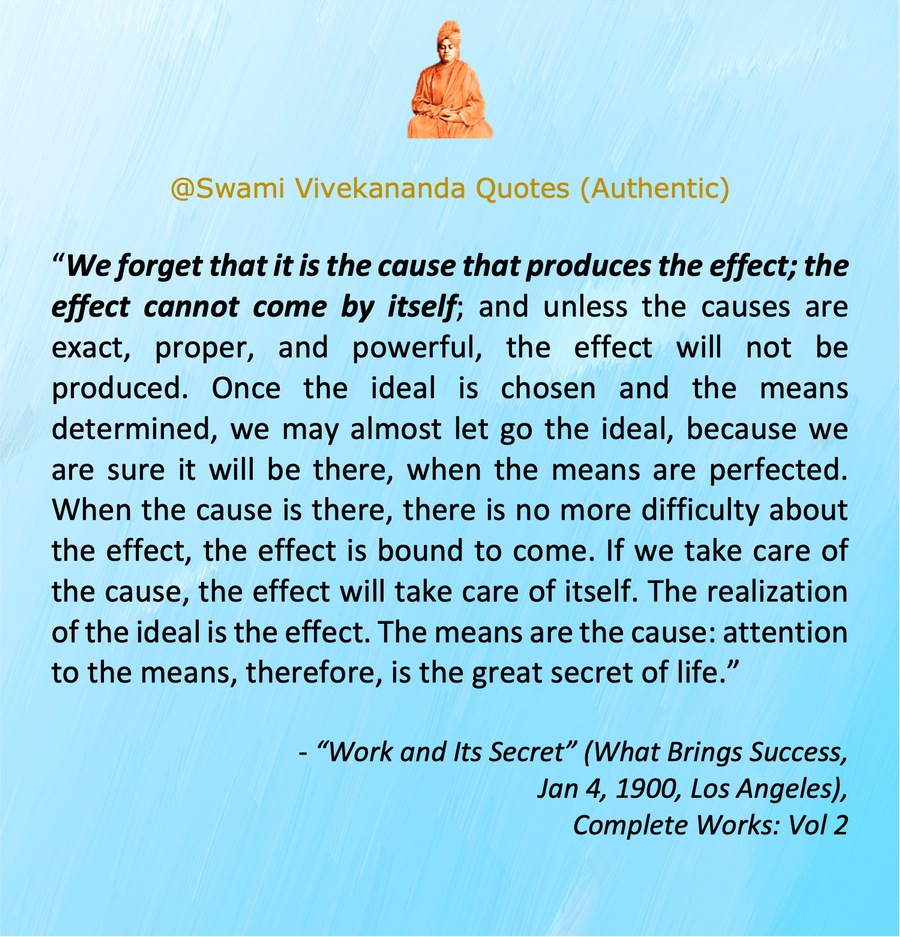 @Swami Vivekananda Quotes (Authentic)
“We forget that it is the cause that produces the effect; the
effect cannot come by itself; and unless the causes are
exact, proper, and powerful, the effect will not be
produced. Once the ideal is chosen and the means
determined, we may almost let go the ideal, because we
are sure it will be there, when the means are perfected.
When the cause is there, there is no more difficulty about
the effect, the effect is bound to come. If we take care of
the cause, the effect will take care of itself. The realization
of the ideal is the effect. The means are the cause: attention
to the means, therefore, is the great secret of life.”
- “Work and Its Secret” (What Brings Success,
Jan 4, 1900, Los Angeles),
Complete Works: Vol 2